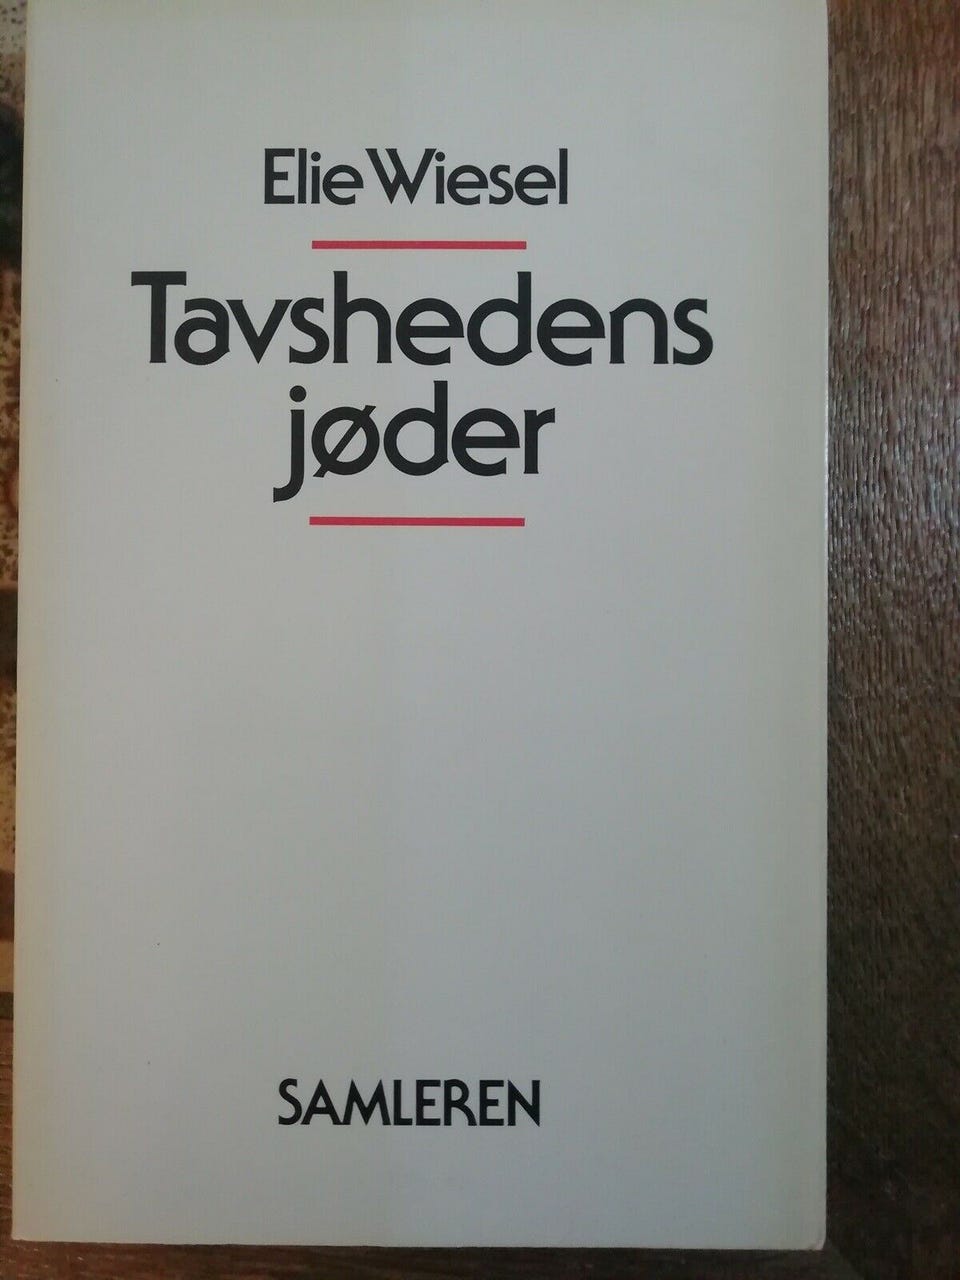 Elie Wiesel
Tavshedens
jøder
SAMLEREN